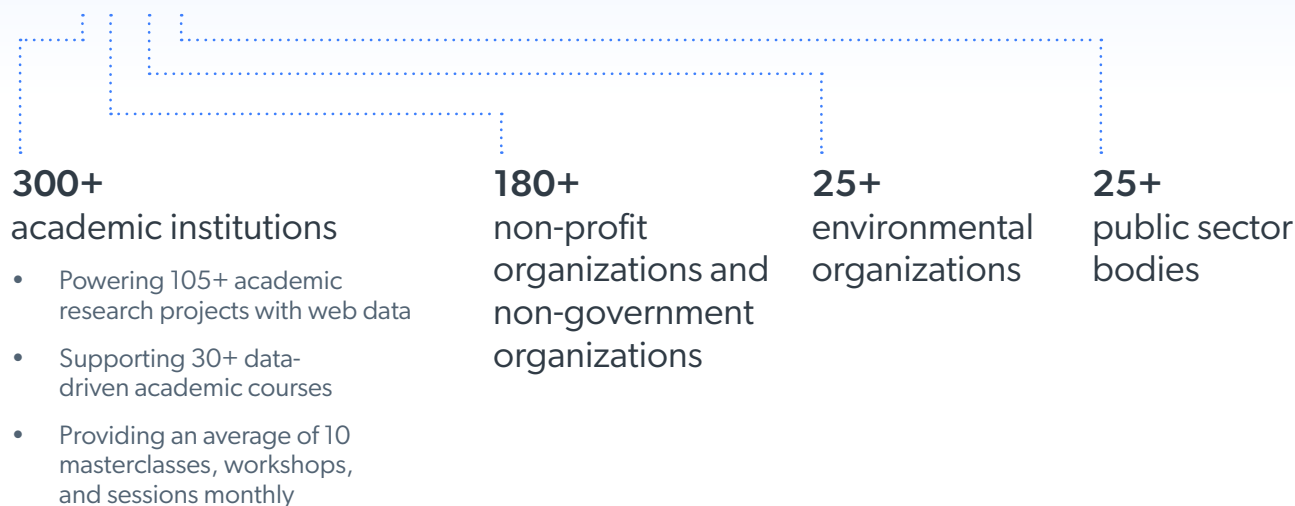 300+
academic institutions
• Powering 105+ academic
research projects with web data
• Supporting 30+ data-
driven academic courses
• Providing an average of 10
masterclasses, workshops,
and sessions monthly
180+
non-profit
organizations and
non-government
organizations
25+
environmental
organizations
25+
public sector
bodies